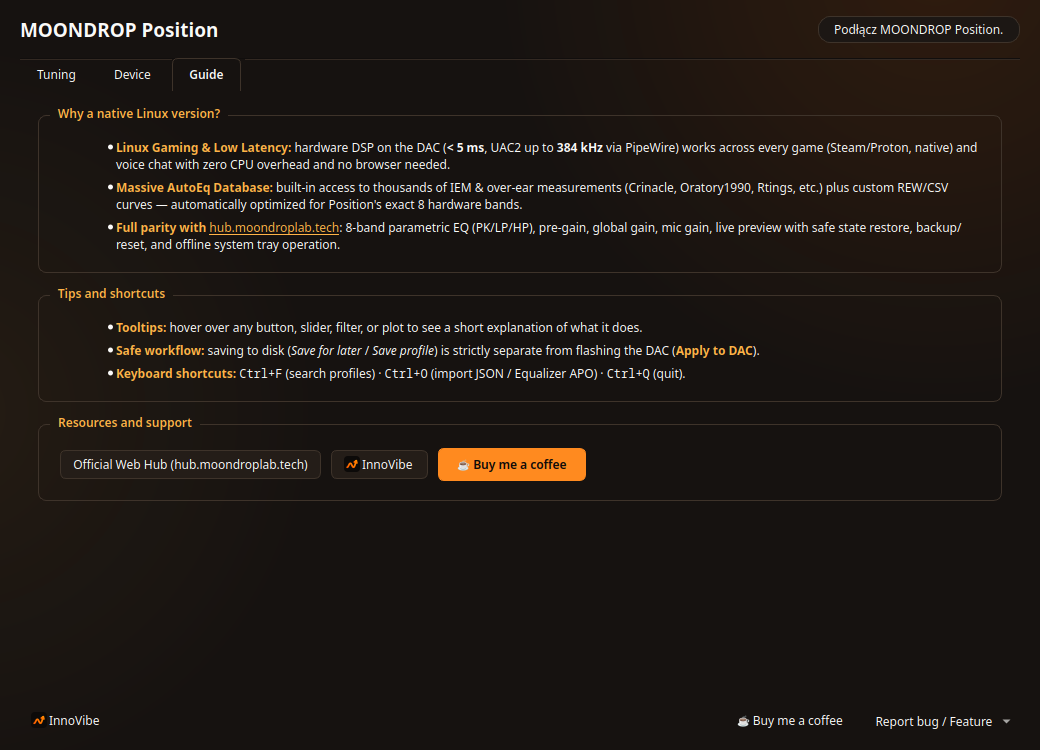 MOONDROP Position
Podłącz MOONDROP Position.
Tuning
Device
Guide
Why a native Linux version?
• Linux Gaming & Low Latency: hardware DSP on the DAC (< 5 ms, UAC2 up to 384 kHz via PipeWire) works across every game (Steam/Proton, native) and
voice chat with zero CPU overhead and no browser needed.
• Massive AutoEq Database: built-in access to thousands of IEM & over-ear measurements (Crinacle, Oratory1990, Rtings, etc.) plus custom REW/CSV
curves — automatically optimized for Position's exact 8 hardware bands.
• Full parity with hub.moondroplab.tech: 8-band parametric EQ (PK/LP/HP), pre-gain, global gain, mic gain, live preview with safe state restore, backup/
reset, and offline system tray operation.
Tips and shortcuts
• Tooltips: hover over any button, slider, filter, or plot to see a short explanation of what it does.
• Safe workflow: saving to disk (Save for later / Save profile) is strictly separate from flashing the DAC (Apply to DAC).
• Keyboard shortcuts: Ctrl+F (search profiles) · Ctrl+O (import JSON / Equalizer APO) · Ctrl+Q (quit).
Resources and support
Official Web Hub (hub.moondroplab.tech)
InnoVibe
☕ Buy me a coffee
InnoVibe
☕ Buy me a coffee
Report bug / Feature